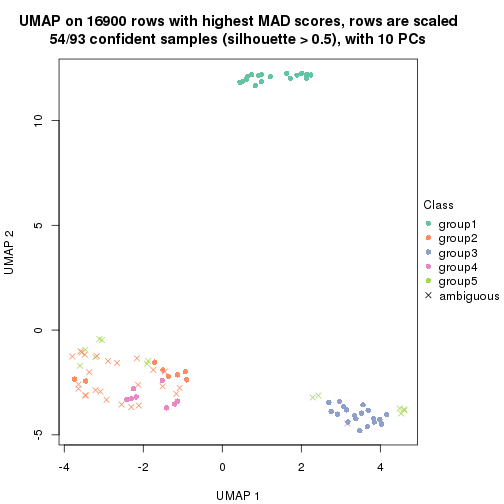 UMAP on 16900 rows with highest MAD scores, rows are scaled
54/93 confident samples (silhouette > 0.5), with 10 PCs
10
5
0
-5
UMAP 2
-4
-2
0
2
4
UMAP 1
Class
group1
group2
group3
group4
group5
ambiguous